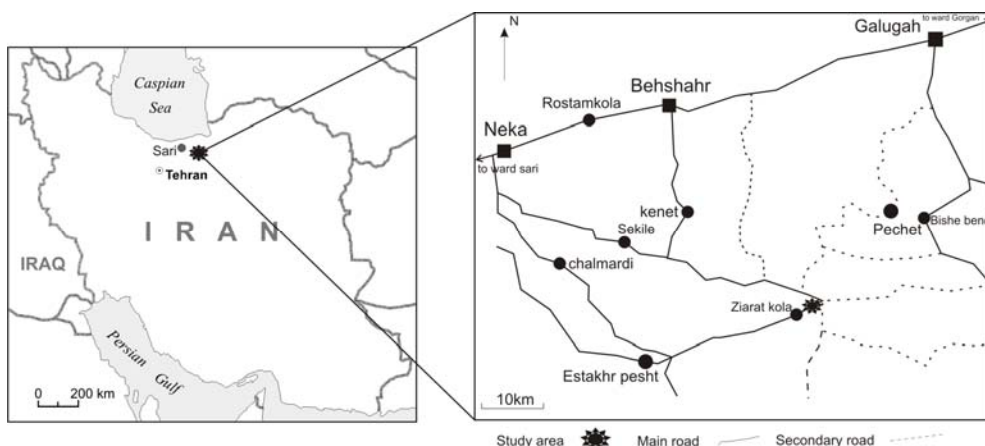 Caspian
Sea
Sari
Tehran
I R A N
IRAQ
Persian
Gulf
0 200 km
N
Galugah
to ward Gorgan
Behshahr
Rostamkola
Neka
to ward sari
kenet
Sekile
Pechet
Bishe bene
chalmardi
Ziarat kola
Estakhr pesht
10km
Study area Main road Secondary road